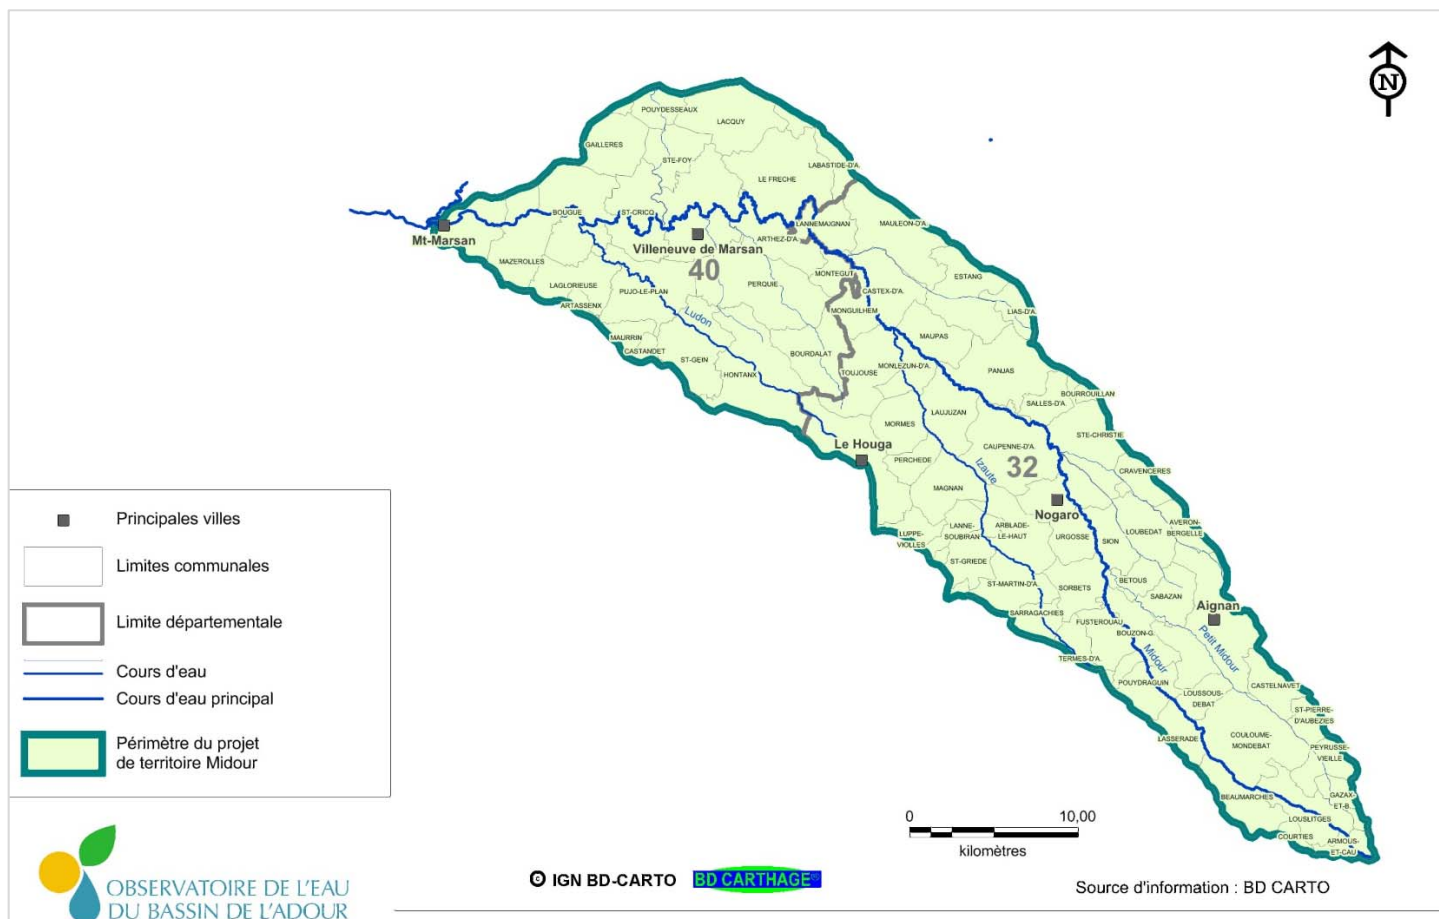 N
POUYDESSEAUX
LACQUY
GAILLERES
STE-FOY
LABASTIDE-D'A.
LE FRECHE
BOUGUE
ST-CRICQ
LANNEMAIGNAN
MAULEON-D'A.
Mt-Marsan
ARTHEZ-D'A.
Villeneuve de Marsan
MAZEROLLES
40
MONTEGUT
ESTANG
LAGLORIEUSE
PUJO-LE-PLAN
PERQUIE
CASTEX-D'A.
ARTASSENX
MONGUILHEM
LIAS-D'A.
Ludon
MAURRIN
MAUPAS
CASTANDET
ST-GEIN
BOURDALAT
MONLEZUN-D'A.
HONTANX
TOUJOUSE
PANJAS
BOURROUILLAN
SALLES-D'A.
LAUJUZAN
MORMES
STE-CHRISTIE
Le Houga
CAUPENNE-D'A.
PERCHEDE
32
Izaute
CRAVENCERES
MAGNAN
Nogaro
LANNE-
SOUBIRAN
ARBLADE-
LE-HAUT
AVERON-
BERGELLE
LUPPE-
VIOLLES
URGOSSE
SION
LOUBEDAT
ST-GRIEDE
ST-MARTIN-D'A.
SORBETS
BETOUS
SABAZAN
Aignan
SARRAGACHIES
FUSTEROUAU
BOUZON-G.
Petit Midour
Midour
TERMES-D'A.
POUYDRAGUIN
CASTELNAVET
LOUSSOUS-
DEBAT
ST-PIERRE-
D'AUBEZIES
LASSERADE
COULOUME-
MONDEBAT
PEYRUSSE-
VIEILLE
BEAUMARCHES
GAZAX-
ET-B.
LOUSLITGES
COURTIES
ARMOUS-
ET-CAU
Principales villes
Limites communales
Limite départementale
Cours d'eau
Cours d'eau principal
Périmètre du projet
de territoire Midour
0 10,00
kilomètres
OBSERVATOIRE DE L'EAU
DU BASSIN DE L'ADOUR
© IGN BD-CARTO BD CARTHAGE®
Source d'information : BD CARTO